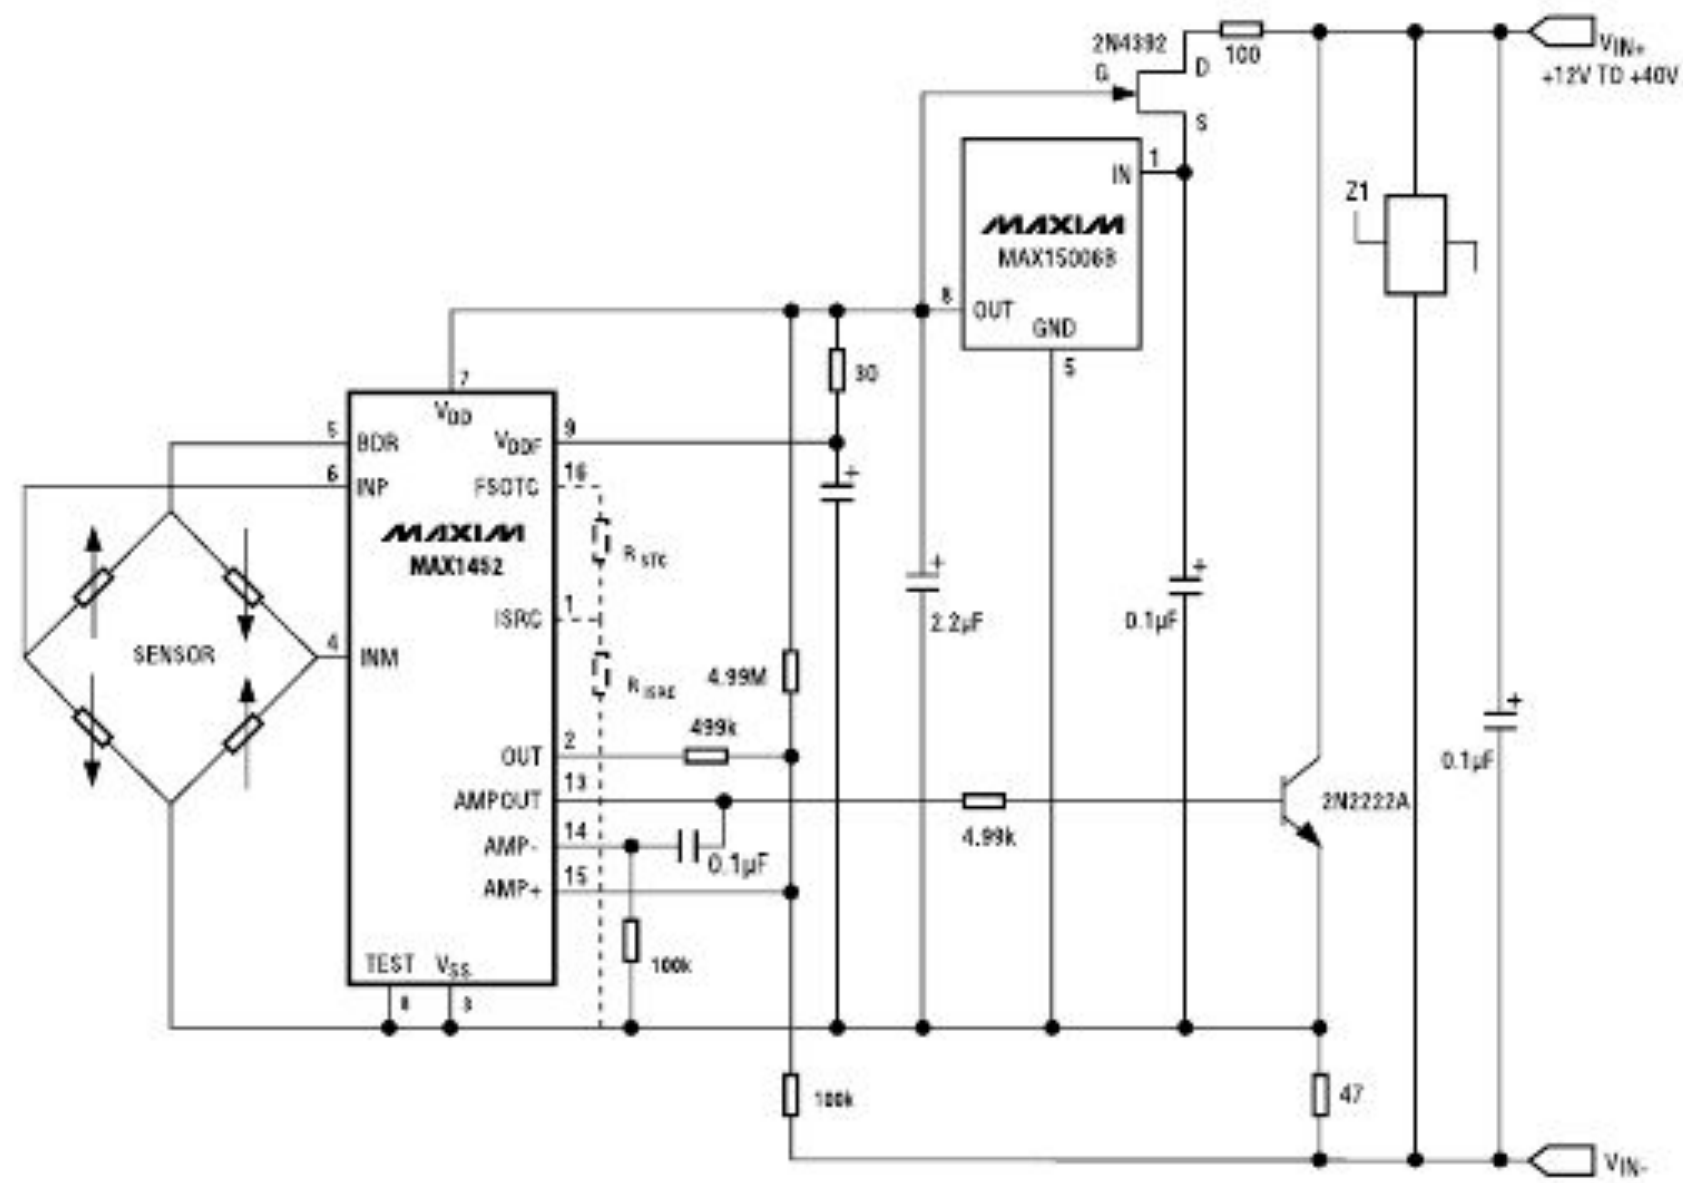 2N4392
G
D
S
100
VIN+
+12V TO +40V
IN
1
MAXIM
MAX15006B
Z1
8
OUT
GND
5
7
VDD
30
5
BDR
VDDF
9
6
INP
FSOTC
16
MAXIM
MAX1452
RSTC
ISRC
1
SENSOR
4
INM
RISRC
4.99M
2.2µF
0.1µF
499k
OUT
2
0.1µF
AMPOUT
13
2N2222A
4.99k
AMP-
14
0.1µF
AMP+
15
TEST
VSS
100k
8
3
100k
47
VIN-